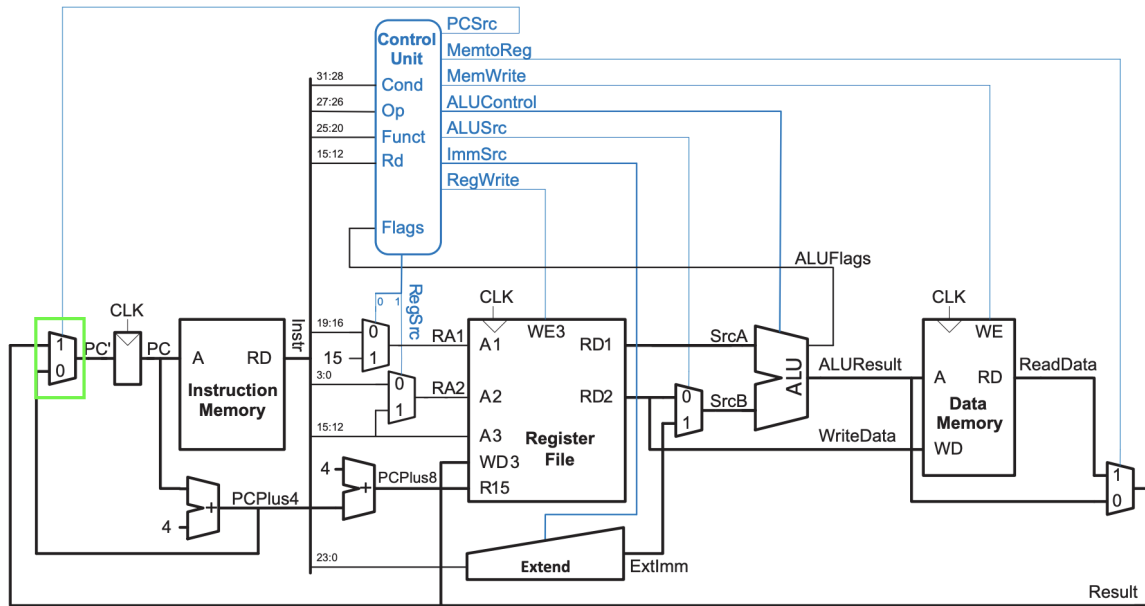 PCSrc
Control
Unit
MemtoReg
31:28
Cond
MemWrite
27:26
Op
ALUControl
25:20
Funct
ALUSrc
15:12
Rd
ImmSrc
RegWrite
Flags
ALUFlags
0 1
RegSrc
CLK
CLK
CLK
Instr
19:16
0
RA1
WE3
WE
1
PC'
PC
A
RD
15
1
A1
RD1
SrcA
0
Instruction
Memory
3:0
0
RA2
A2
RD2
0
SrcB
ALU
ALUResult
A
RD
ReadData
1
1
Data
Memory
15:12
A3
Register
File
WriteData
WD
WD3
4
PCPlus8
R15
1
0
+
PCPlus4
+
4
23:0
Extend
ExtImm
Result